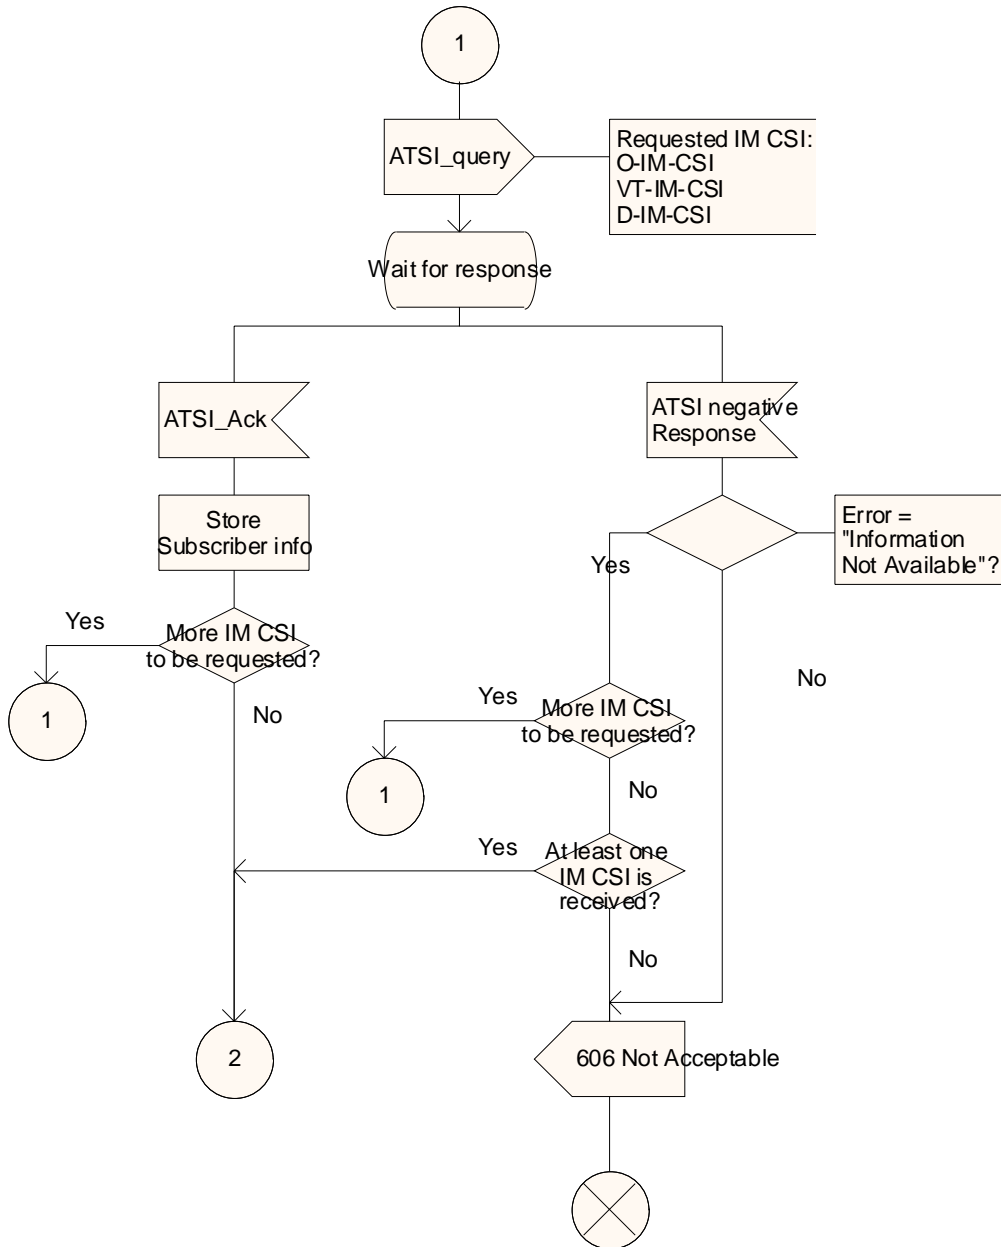 1
ATSI_query
Requested IM CSI:
O-IM-CSI
VT-IM-CSI
D-IM-CSI
Wait for response
ATSI_Ack
ATSI negative
Response
Store
Subscriber info
Error =
"Information
Not Available"?
Yes
Yes
More IM CSI
to be requested?
No
1
No
Yes
More IM CSI
to be requested?
1
No
Yes
At least one
IM CSI is
received?
No
2
606 Not Acceptable